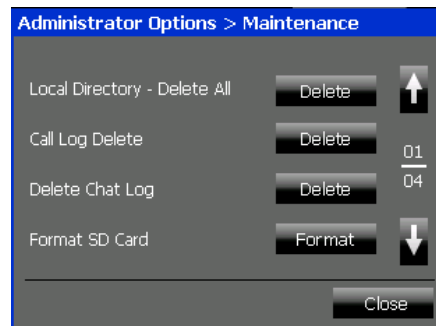 Administrator Options > Maintenance
Local Directory - Delete All Delete
Call Log Delete Delete
01
Delete Chat Log Delete 04
Format SD Card Format
Close